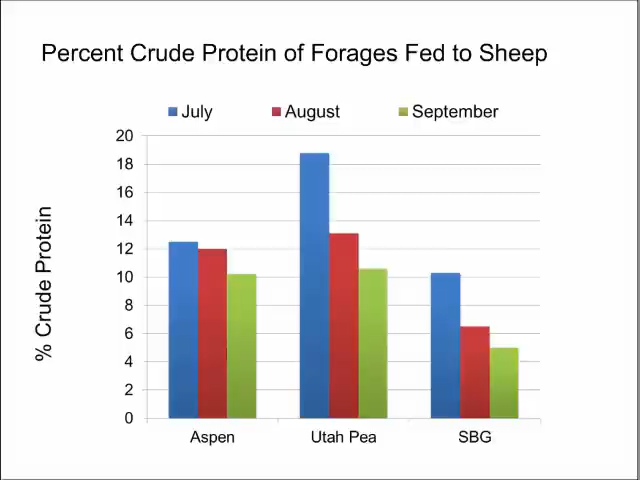 Percent Crude Protein of Forages Fed to Sheep
July August September
% Crude Protein
20
18
16
14
12
10
8
6
4
2
0
Aspen Utah Pea SBG